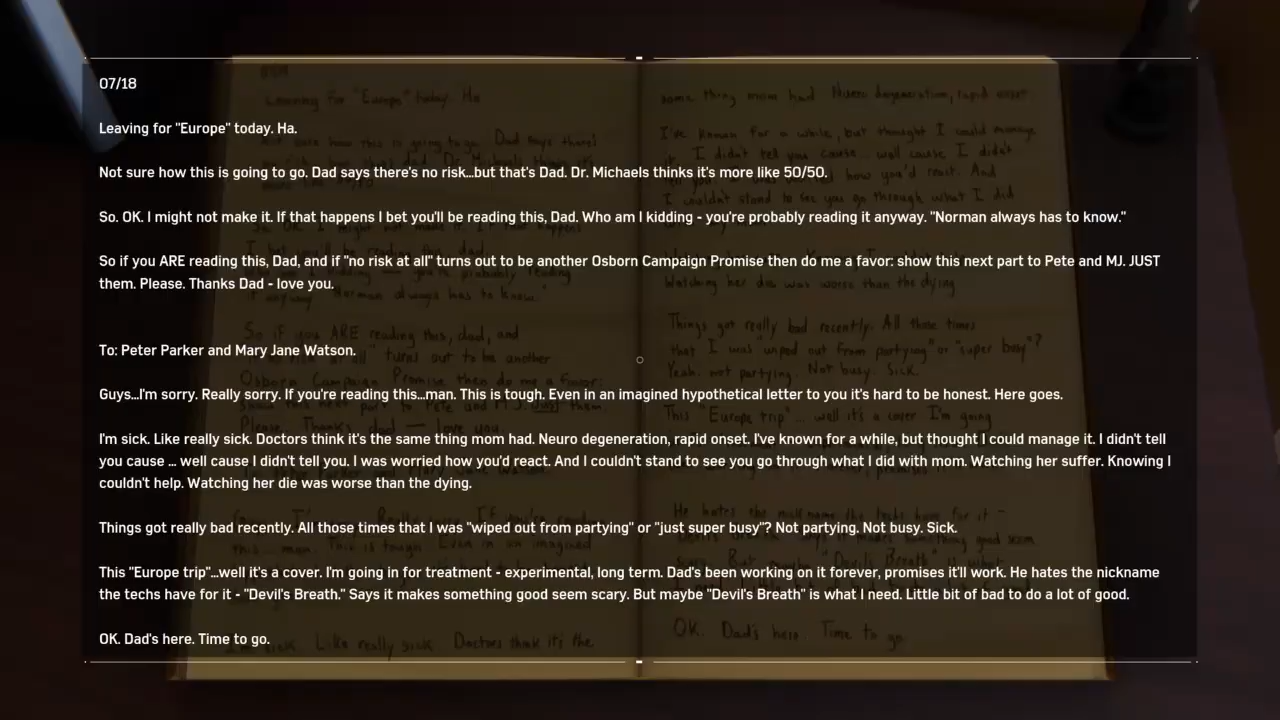 07/18
Leaving for "Europe" today. Ha.
Not sure how this is going to go. Dad says there's no risk...but that's Dad. Dr. Michaels thinks it's more like 50/50.
So. OK. I might not make it. If that happens I bet you'll be reading this, Dad. Who am I kidding - you're probably reading it anyway. "Norman always has to know."
So if you ARE reading this, Dad, and if "no risk at all" turns out to be another Osborn Campaign Promise then do me a favor: show this next part to Pete and MJ. JUST
them. Please. Thanks Dad - love you.
To: Peter Parker and Mary Jane Watson.
Guys...I'm sorry. Really sorry. If you're reading this...man. This is tough. Even in an imagined hypothetical letter to you it's hard to be honest. Here goes.
I'm sick. Like really sick. Doctors think it's the same thing mom had. Neuro degeneration, rapid onset. I've known for a while, but thought I could manage it. I didn't tell
you cause ... well cause I didn't tell you. I was worried how you'd react. And I couldn't stand to see you go through what I did with mom. Watching her suffer. Knowing I
couldn't help. Watching her die was worse than the dying.
Things got really bad recently. All those times that I was "wiped out from partying" or "just super busy"? Not partying. Not busy. Sick.
This "Europe trip"...well it's a cover. I'm going in for treatment - experimental, long term. Dad's been working on it forever, promises it'll work. He hates the nickname
the techs have for it - "Devil's Breath." Says it makes something good seem scary. But maybe "Devil's Breath" is what I need. Little bit of bad to do a lot of good.
OK. Dad's here. Time to go.